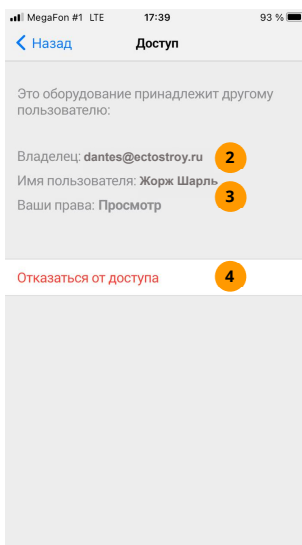 MegaFon #1 LTE 17:39 93 %
Назад Доступ
Это оборудование принадлежит другому
пользователю:
Владелец: dantes@ectostroy.ru 2
Имя пользователя: Жорж Шарль
3
Ваши права: Просмотр
Отказаться от доступа 4